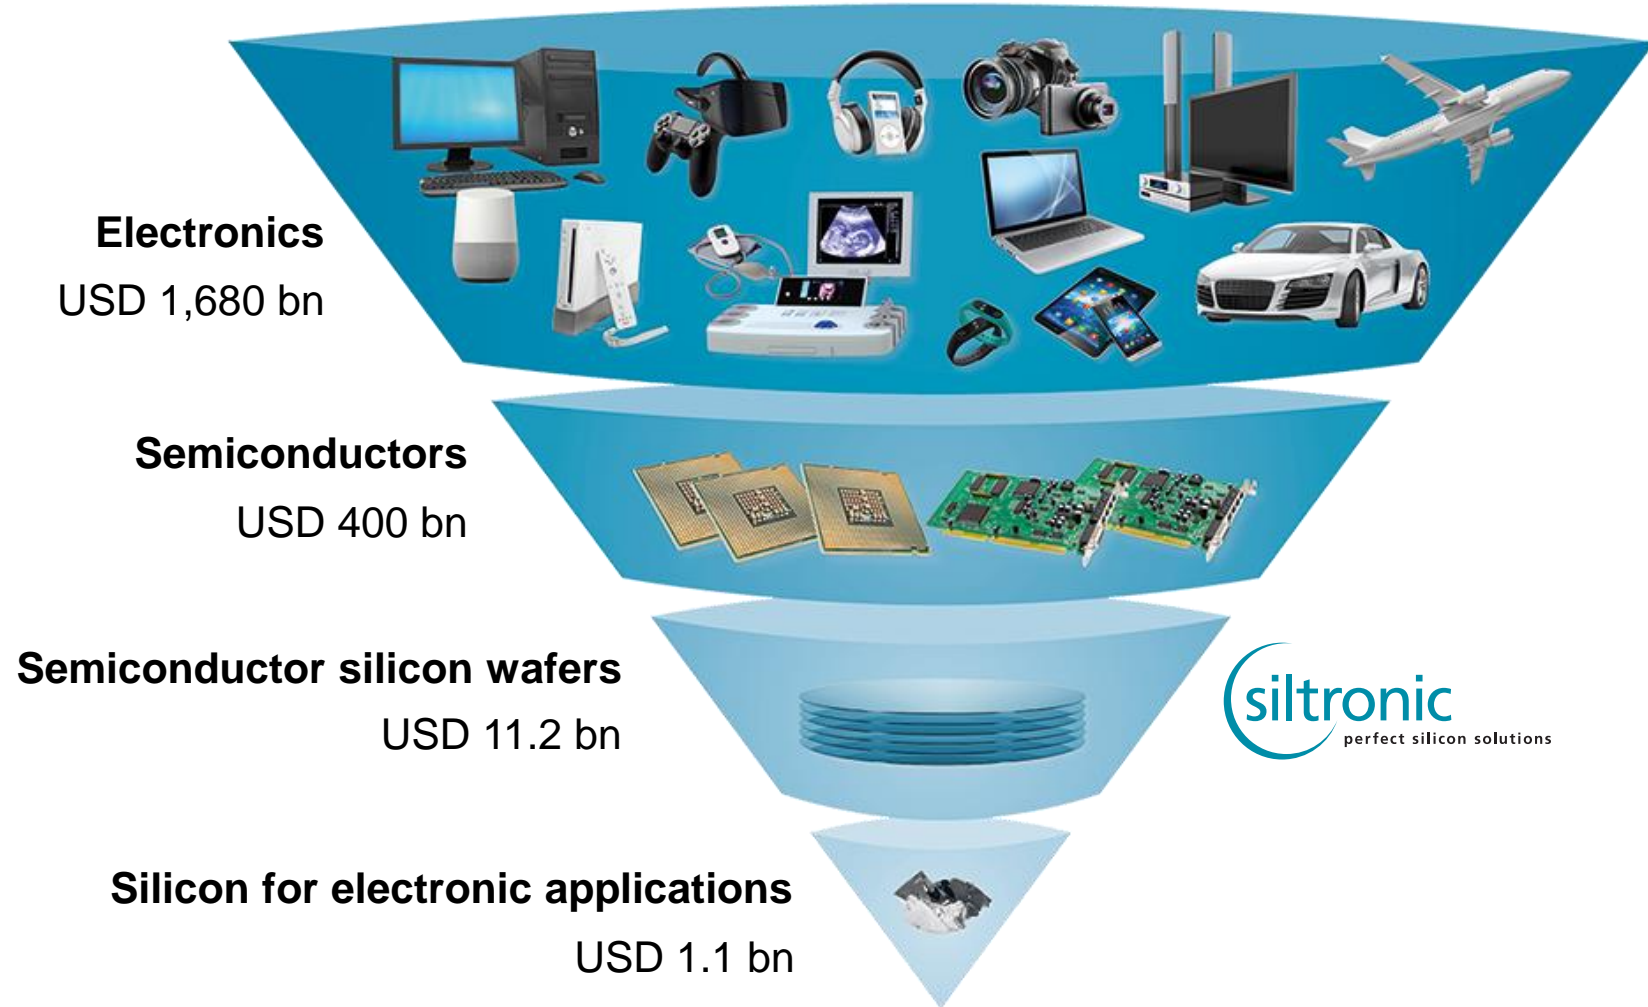 Electronics
USD 1,680 bn
Semiconductors
USD 400 bn
Semiconductor silicon wafers
USD 11.2 bn
siltronic
perfect silicon solutions
Silicon for electronic applications
USD 1.1 bn